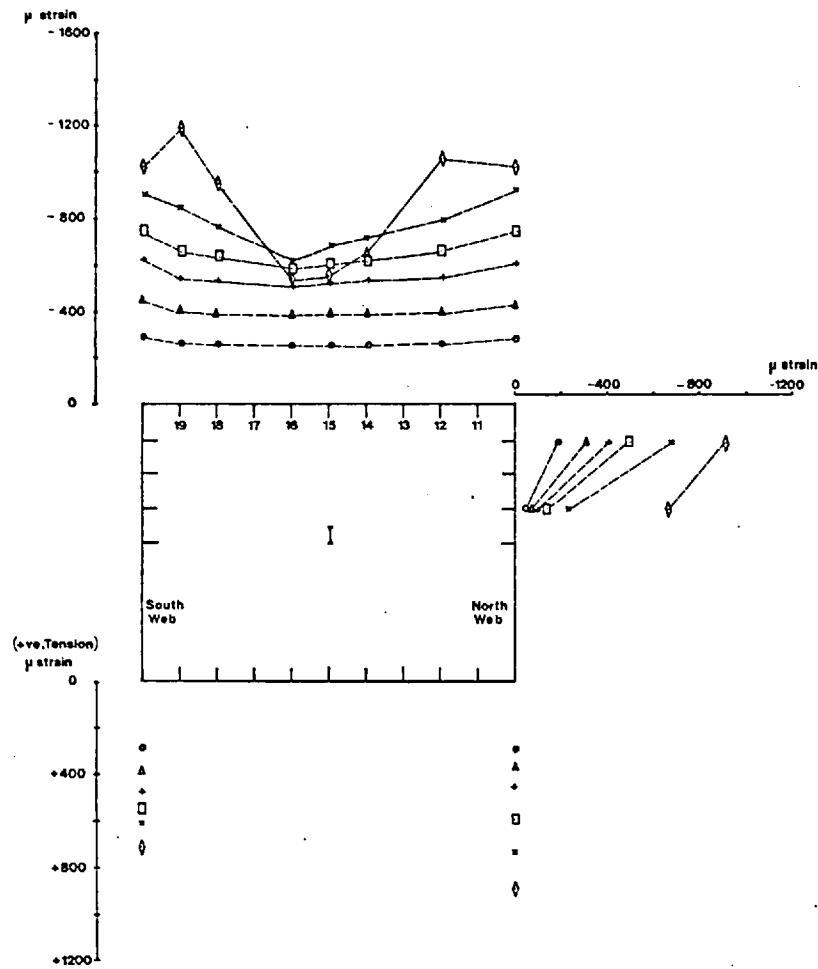 μ strain
- 1600
- 1200
- 800
- 400
0
μ strain
0 -400 -800 -1200
19 18 17 16 15 14 13 12 11
South
Web
North
Web
(+ve,Tension)
μ strain
0
+400
+800
+1200